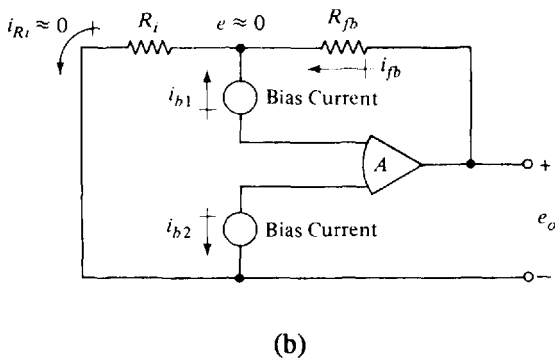 i_{Ri} ≈ 0
R_i
e ≈ 0
R_{fb}
i_{fb}
i_{b1}
Bias Current
A
+
i_{b2}
Bias Current
e_o
−
(b)